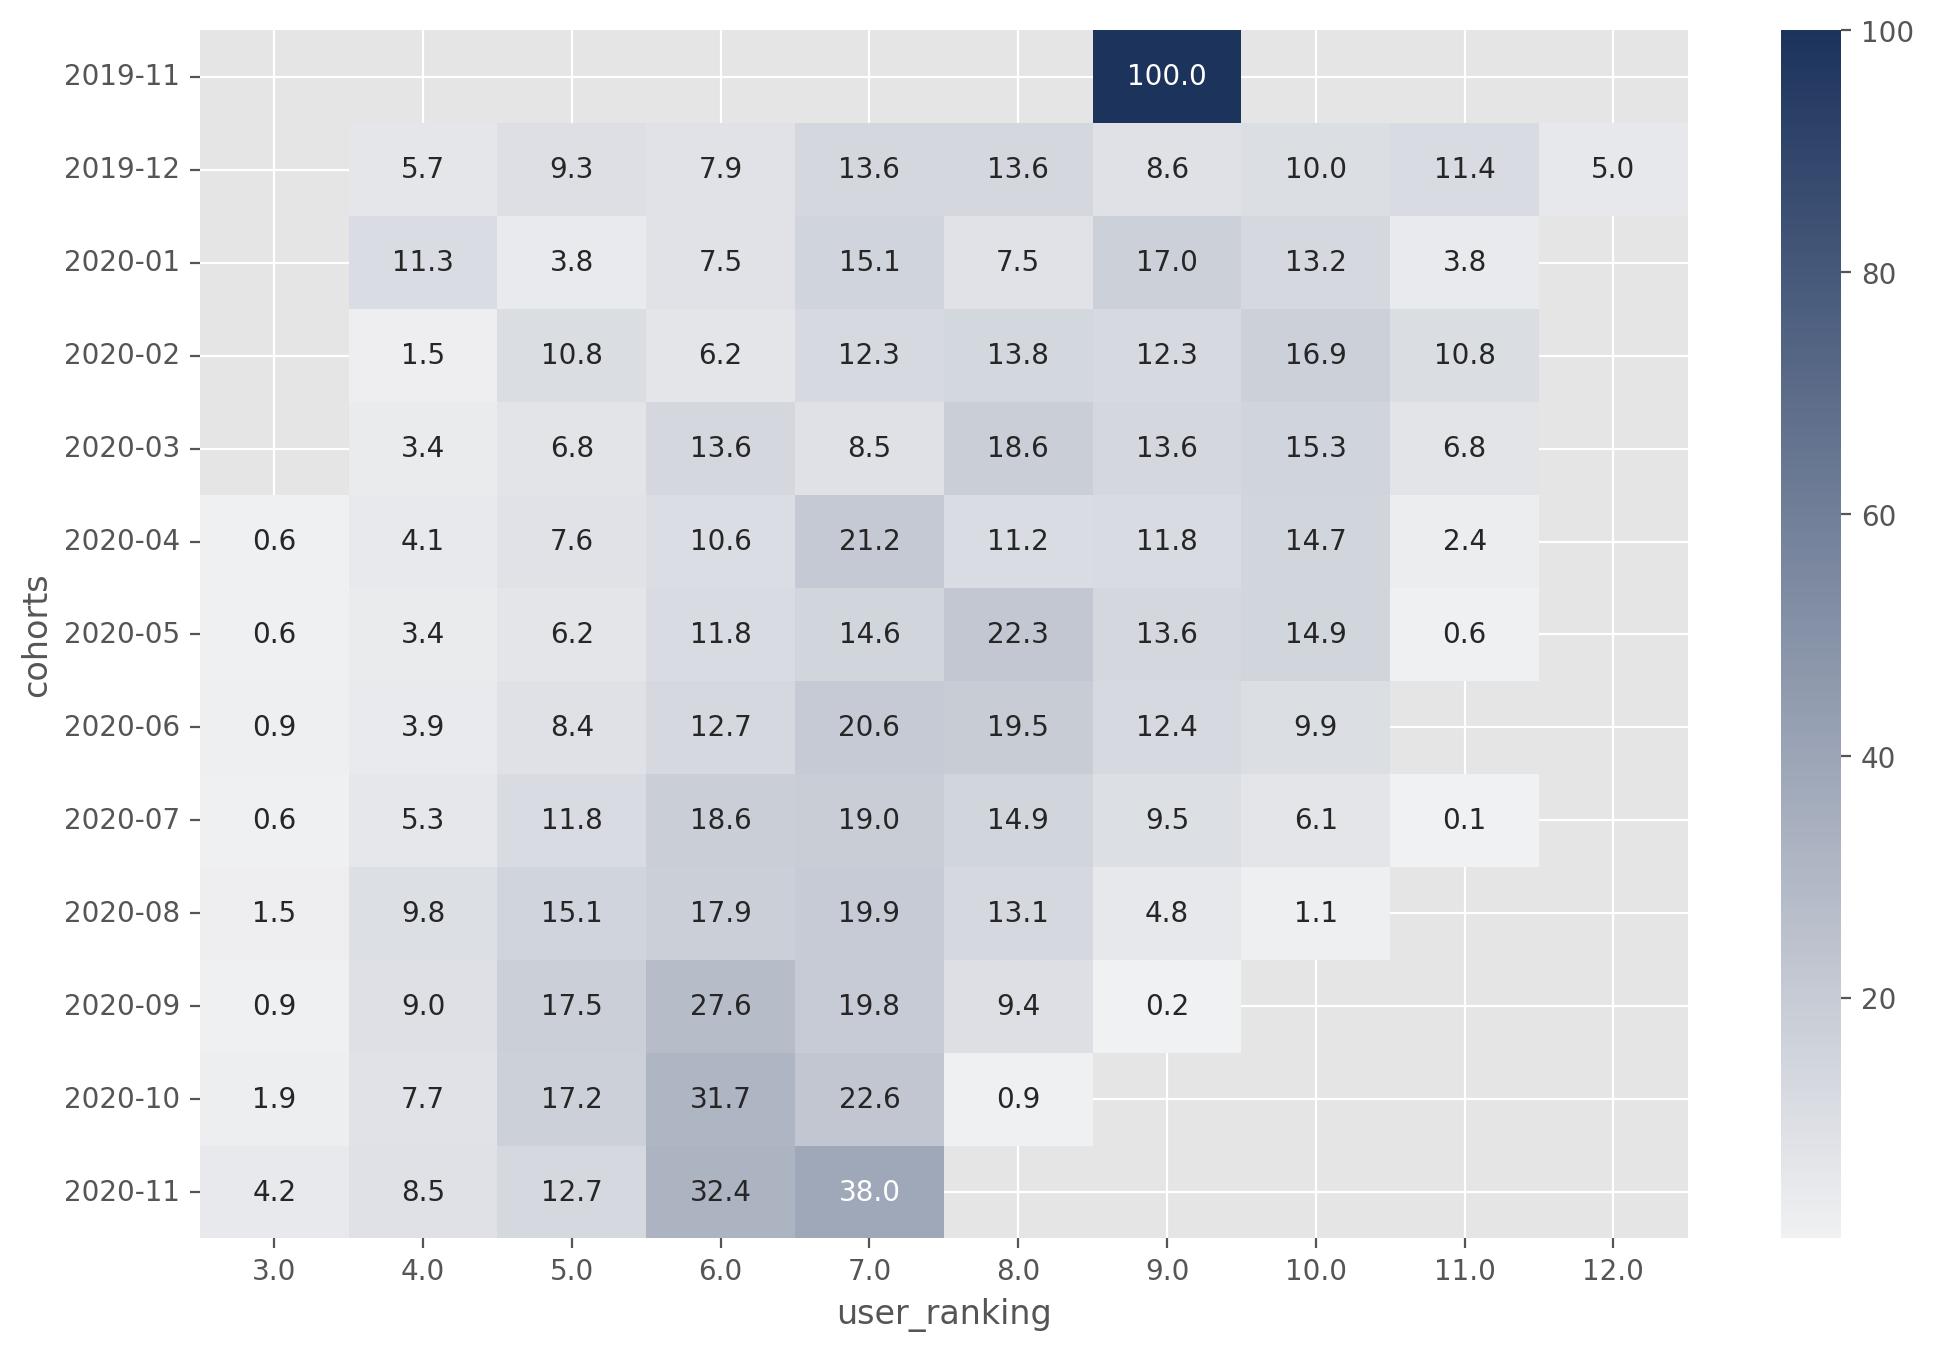 2019-11 100.0
2019-12 5.7 9.3 7.9 13.6 13.6 8.6 10.0 11.4 5.0
2020-01 11.3 3.8 7.5 15.1 7.5 17.0 13.2 3.8
2020-02 1.5 10.8 6.2 12.3 13.8 12.3 16.9 10.8
2020-03 3.4 6.8 13.6 8.5 18.6 13.6 15.3 6.8
2020-04 0.6 4.1 7.6 10.6 21.2 11.2 11.8 14.7 2.4
2020-05 0.6 3.4 6.2 11.8 14.6 22.3 13.6 14.9 0.6
2020-06 0.9 3.9 8.4 12.7 20.6 19.5 12.4 9.9
2020-07 0.6 5.3 11.8 18.6 19.0 14.9 9.5 6.1 0.1
2020-08 1.5 9.8 15.1 17.9 19.9 13.1 4.8 1.1
2020-09 0.9 9.0 17.5 27.6 19.8 9.4 0.2
2020-10 1.9 7.7 17.2 31.7 22.6 0.9
2020-11 4.2 8.5 12.7 32.4 38.0
3.0 4.0 5.0 6.0 7.0 8.0 9.0 10.0 11.0 12.0
user_ranking
cohorts
100
80
60
40
20